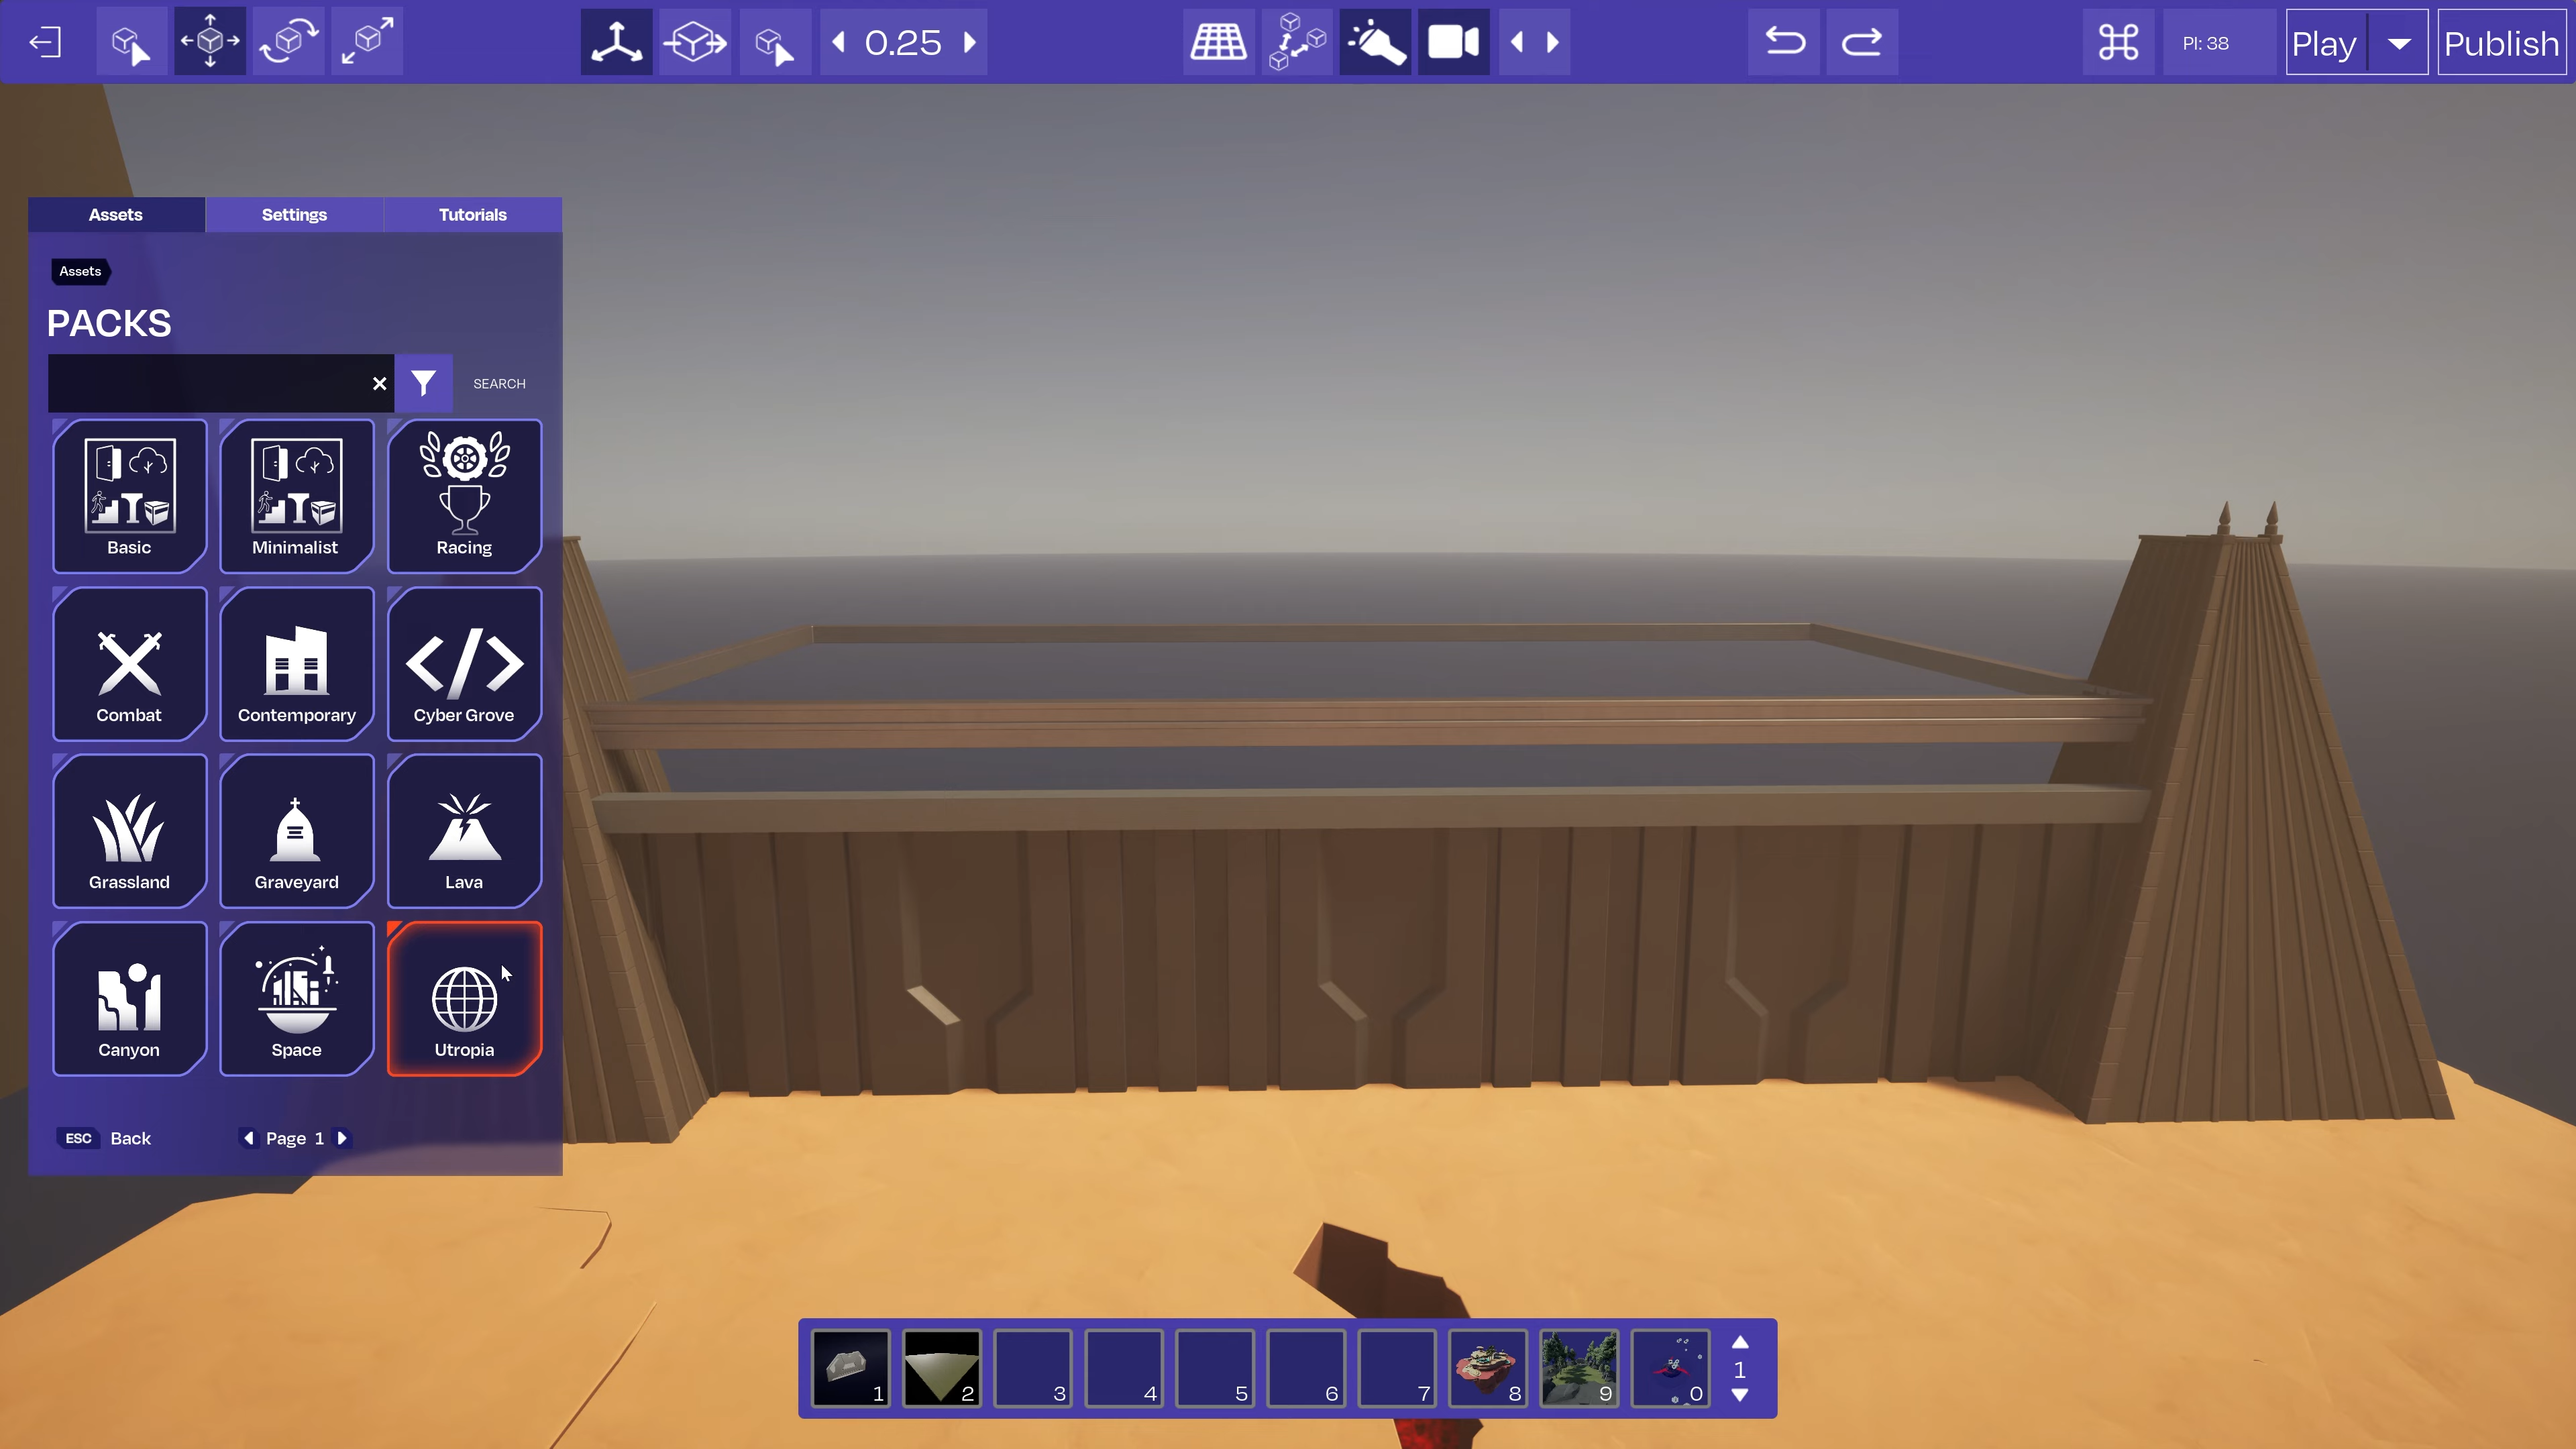 0.25
PI: 38
Play
Publish
Assets
Settings
Tutorials
Assets
PACKS
SEARCH
Basic
Minimalist
Racing
Combat
Contemporary
Cyber Grove
Grassland
Graveyard
Lava
Canyon
Space
Utropia
ESC Back
Page 1
1
2
3
4
5
6
7
8
9
0
1